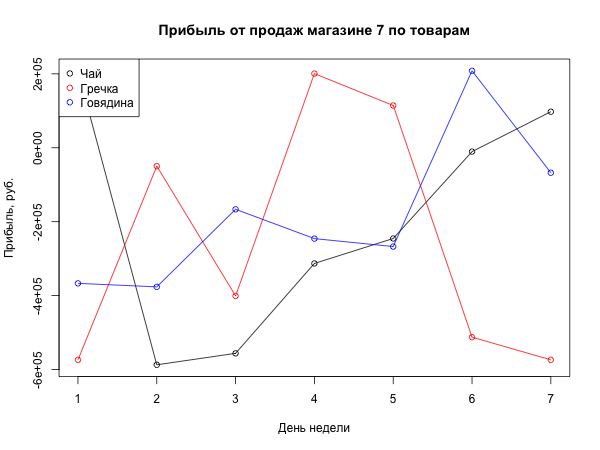 Прибыль от продаж магазине 7 по товарам
Чай
Гречка
Говядина
Прибыль, руб.
2e+05
0e+00
-2e+05
-4e+05
-6e+05
1 2 3 4 5 6 7
День недели